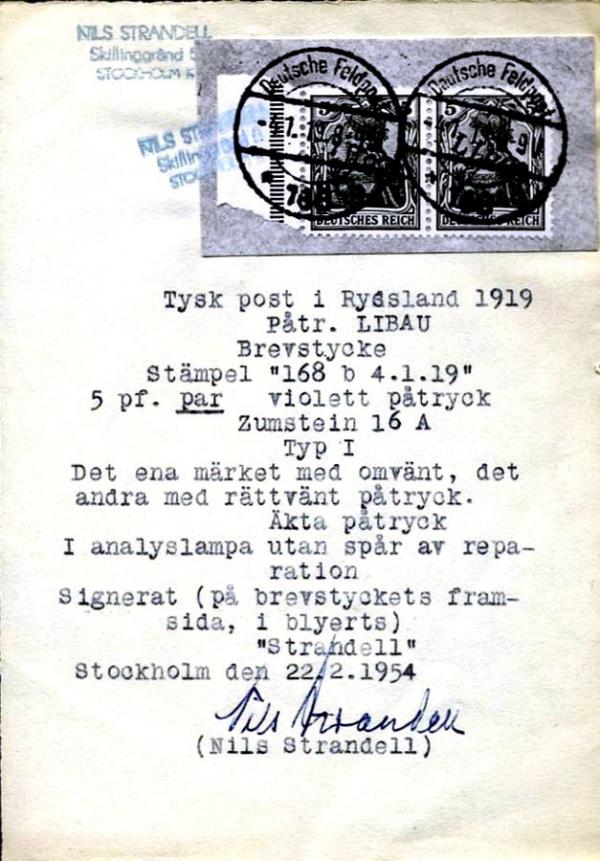 NILS STRANDELL
Skillinggränd
STOCKHOLM K
NILS
STOC
Deutsche Feldpost
Deutsche Feldpost
5
DEUTSCHES REICH
DEUTSCHES REICH
Tysk post i Ryssland 1919
Påtr. LIBAU
Brevstycke
Stämpel "168 b 4.1.19"
5 pf. par violett påtryck
Zumstein 16 A
Typ I
Det ena märket med omvänt, det
andra med rättvänt påtryck.
Äkta påtryck
I analyslampa utan spår av repa-
ration
Signerat (på brevstyckets fram-
sida, i blyerts)
"Strandell"
Stockholm den 22/2.1954
Nils Strandell
(Nils Strandell)